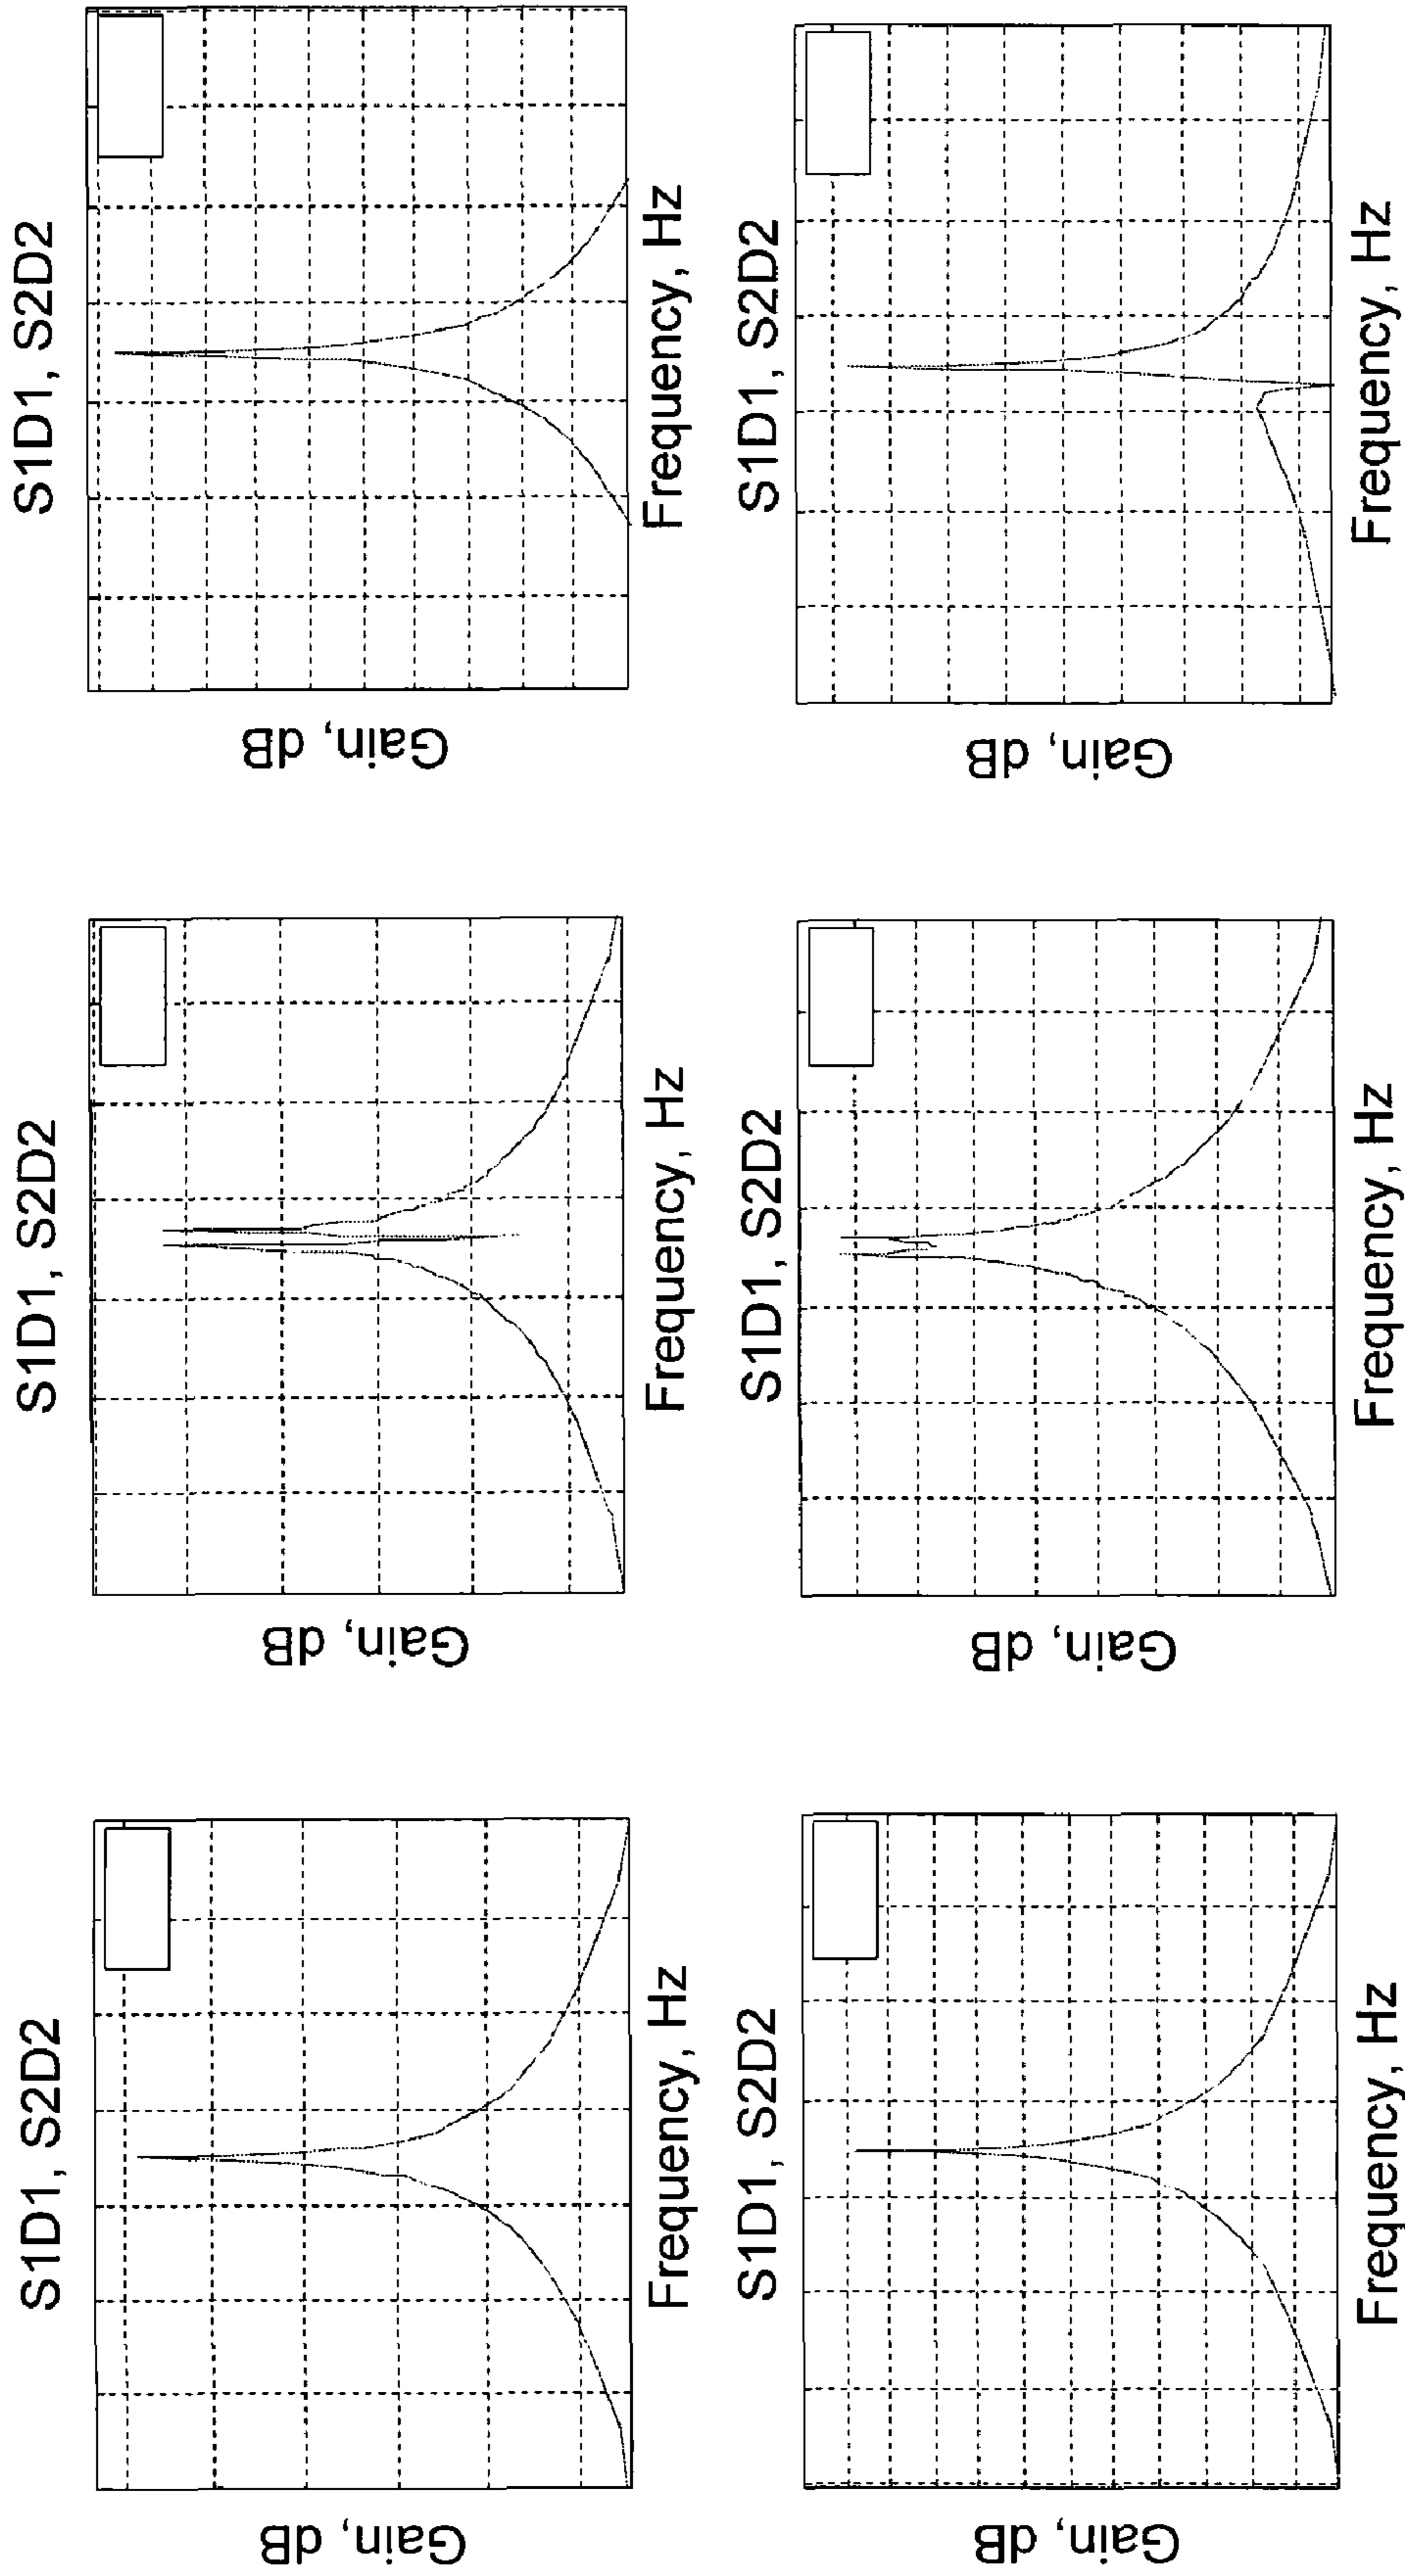 S1D1, S2D2
Gain, dB
Frequency, Hz
S1D1, S2D2
Gain, dB
Frequency, Hz
S1D1, S2D2
Gain, dB
Frequency, Hz
S1D1, S2D2
Gain, dB
Frequency, Hz
S1D1, S2D2
Gain, dB
Frequency, Hz
S1D1, S2D2
Gain, dB
Frequency, Hz